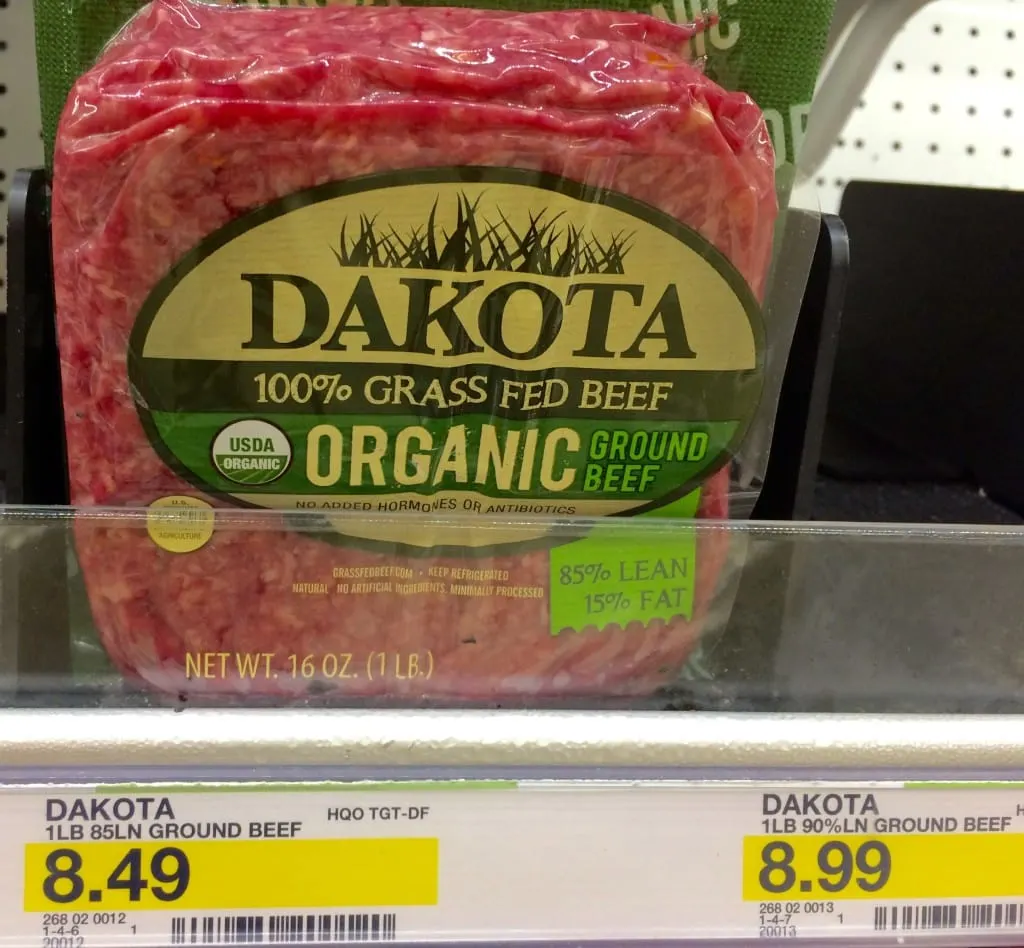 NIC
DAKOTA
100% GRASS FED BEEF
USDA
ORGANIC
ORGANIC
GROUND
BEEF
NO ADDED HORMONES OR ANTIBIOTICS
U.S.
AGRICULTURE
GRASSFEDBEEF.COM • KEEP REFRIGERATED
NATURAL NO ARTIFICIAL INGREDIENTS, MINIMALLY PROCESSED
85% LEAN
15% FAT
NET WT. 16 OZ. (1 LB.)
DAKOTA
HQO TGT-DF
1LB 85LN GROUND BEEF
8.49
268 02 0012
1-4-6 1
20012
DAKOTA
1LB 90%LN GROUND BEEF
8.99
268 02 0013
1-4-7 1
20013